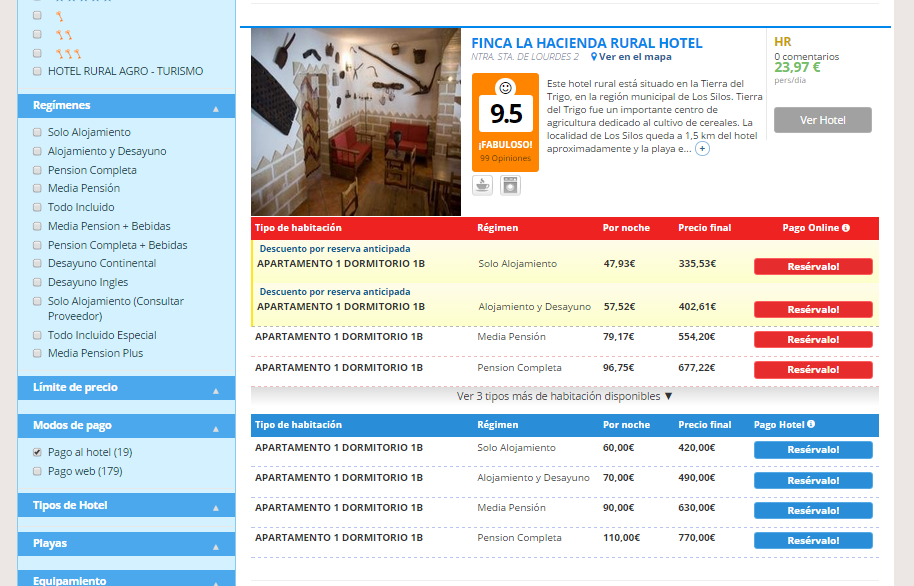 HOTEL RURAL AGRO - TURISMO
Regímenes
Solo Alojamiento
Alojamiento y Desayuno
Pension Completa
Media Pensión
Todo Incluido
Media Pension + Bebidas
Pension Completa + Bebidas
Desayuno Continental
Desayuno Ingles
Solo Alojamiento (Consultar
Proveedor)
Todo Incluido Especial
Media Pension Plus
Límite de precio
Modos de pago
Pago al hotel (19)
Pago web (179)
Tipos de Hotel
Playas
Equipamiento
FINCA LA HACIENDA RURAL HOTEL
NTRA. STA. DE LOURDES 2 Ver en el mapa
9.5
¡FABULOSO!
99 Opiniones
Este hotel rural está situado en la Tierra del
Trigo, en la región municipal de Los Silos. Tierra
del Trigo fue un importante centro de
agricultura dedicado al cultivo de cereales. La
localidad de Los Silos queda a 1,5 km del hotel
aproximadamente y la playa e... +
HR
0 comentarios
23,97 €
pers/día
Ver Hotel
Tipo de habitación Régimen Por noche Precio final Pago Online
Descuento por reserva anticipada
APARTAMENTO 1 DORMITORIO 1B Solo Alojamiento 47,93€ 335,53€ Resérvalo!
Descuento por reserva anticipada
APARTAMENTO 1 DORMITORIO 1B Alojamiento y Desayuno 57,52€ 402,61€ Resérvalo!
APARTAMENTO 1 DORMITORIO 1B Media Pensión 79,17€ 554,20€ Resérvalo!
APARTAMENTO 1 DORMITORIO 1B Pension Completa 96,75€ 677,22€ Resérvalo!
Ver 3 tipos más de habitación disponibles ▼
Tipo de habitación Régimen Por noche Precio final Pago Hotel
APARTAMENTO 1 DORMITORIO 1B Solo Alojamiento 60,00€ 420,00€ Resérvalo!
APARTAMENTO 1 DORMITORIO 1B Alojamiento y Desayuno 70,00€ 490,00€ Resérvalo!
APARTAMENTO 1 DORMITORIO 1B Media Pensión 90,00€ 630,00€ Resérvalo!
APARTAMENTO 1 DORMITORIO 1B Pension Completa 110,00€ 770,00€ Resérvalo!